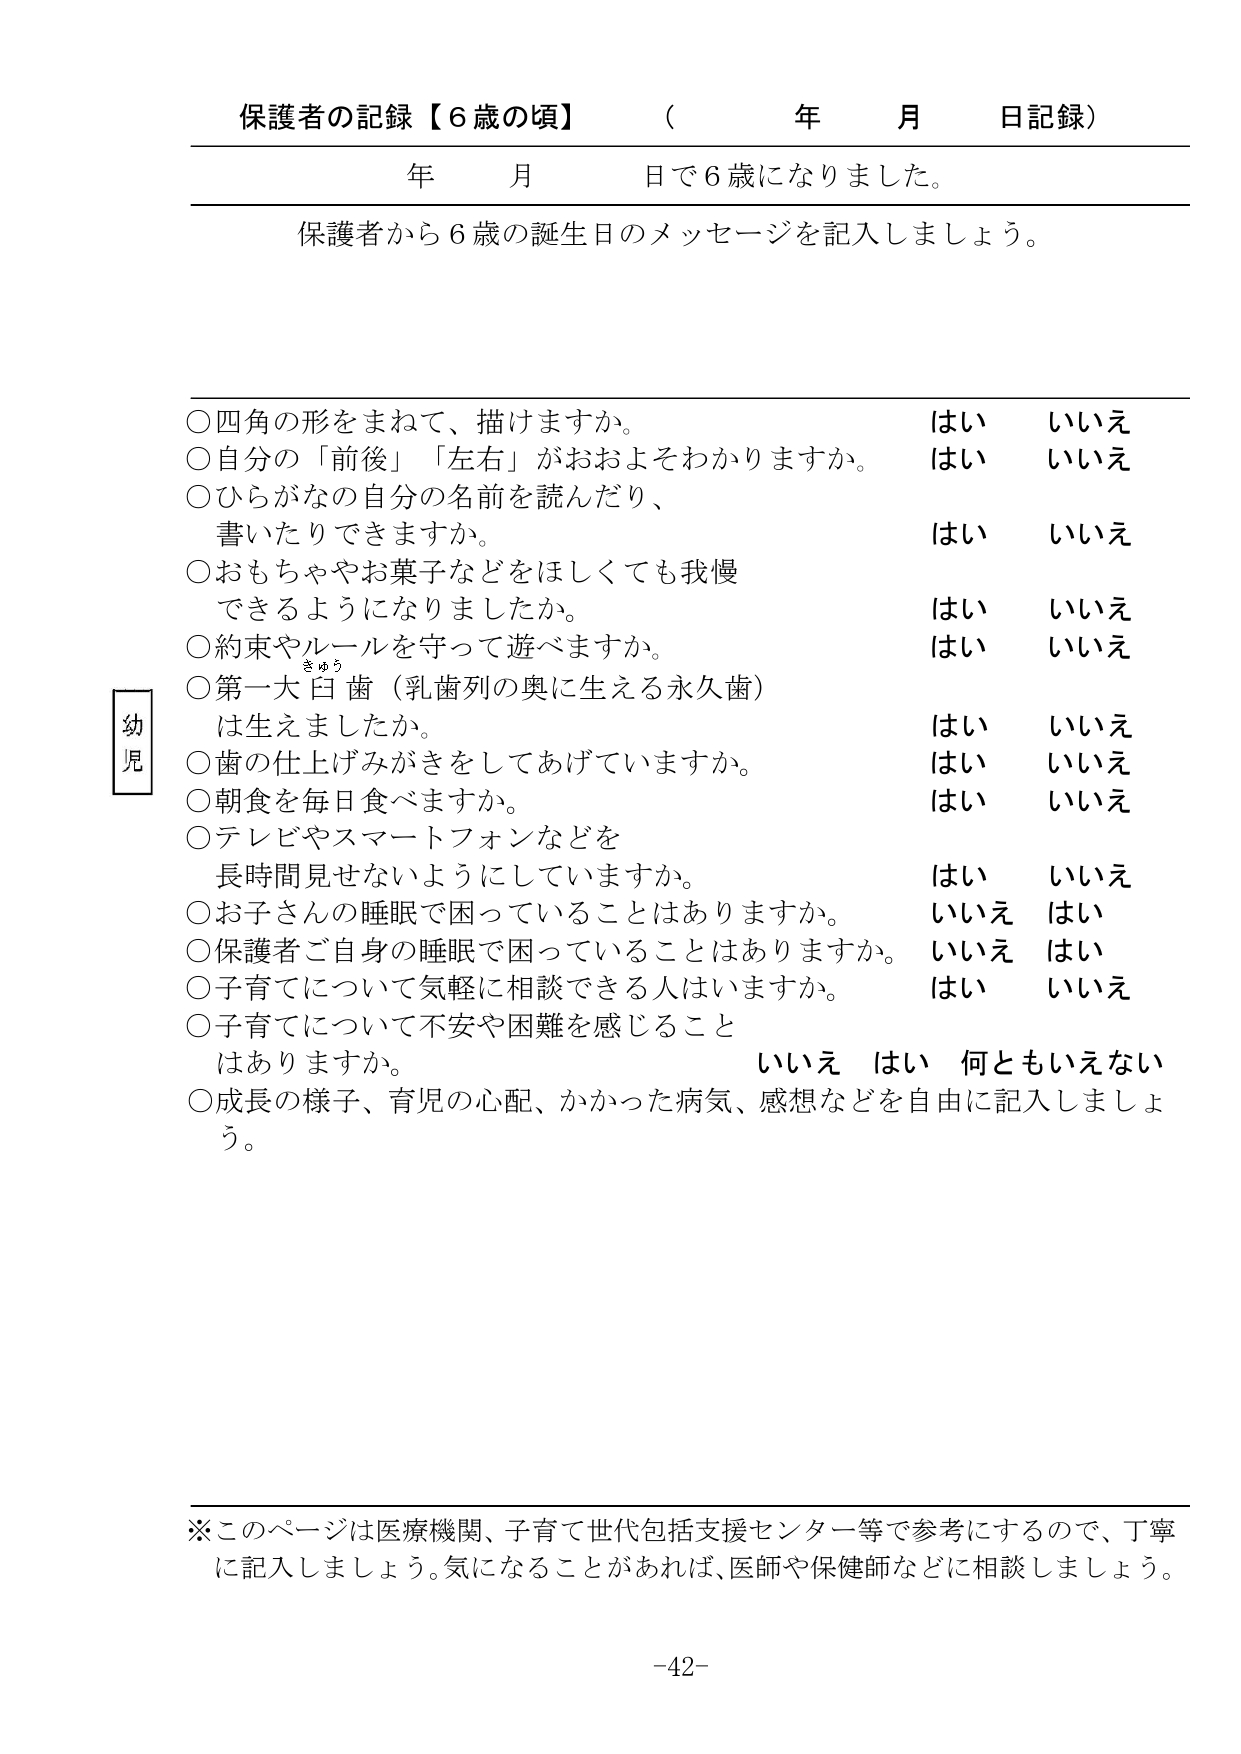 保護者の記録【６歳の頃】　（　　　年　　月　　日記録）
年　　月　　　日で６歳になりました。
保護者から６歳の誕生日のメッセージを記入しましょう。
○四角の形をまねて、描けますか。　はい　いいえ
○自分の「前後」「左右」がおおよそわかりますか。　はい　いいえ
○ひらがなの自分の名前を読んだり、
書いたりできますか。　はい　いいえ
○おもちゃやお菓子などをほしくても我慢
できるようになりましたか。　はい　いいえ
○約束やルールを守って遊べますか。　はい　いいえ
きゅう
○第一大臼歯（乳歯列の奥に生える永久歯）
は生えましたか。　はい　いいえ
○歯の仕上げみがきをしてあげていますか。　はい　いいえ
○朝食を毎日食べますか。　はい　いいえ
○テレビやスマートフォンなどを
長時間見せないようにしていますか。　はい　いいえ
○お子さんの睡眠で困っていることはありますか。　いいえ　はい
○保護者ご自身の睡眠で困っていることはありますか。　いいえ　はい
○子育てについて気軽に相談できる人はいますか。　はい　いいえ
○子育てについて不安や困難を感じること
はありますか。　いいえ　はい　何ともいえない
○成長の様子、育児の心配、かかった病気、感想などを自由に記入しましょ
う。
幼
児
※このページは医療機関、子育て世代包括支援センター等で参考にするので、丁寧
に記入しましょう。気になることがあれば、医師や保健師などに相談しましょう。
−42−